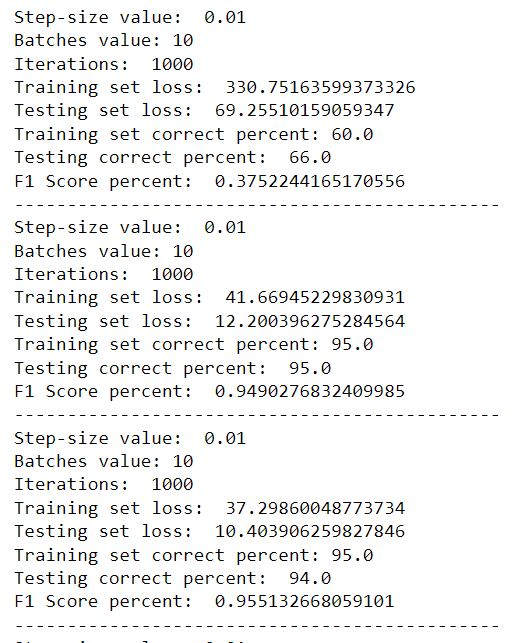 Step-size value:  0.01
Batches value: 10
Iterations:  1000
Training set loss:  330.75163599373326
Testing set loss:  69.25510159059347
Training set correct percent: 60.0
Testing correct percent:  66.0
F1 Score percent:  0.3752244165170556
----------------------------------------------
Step-size value:  0.01
Batches value: 10
Iterations:  1000
Training set loss:  41.66945229830931
Testing set loss:  12.200396275284564
Training set correct percent: 95.0
Testing correct percent:  95.0
F1 Score percent:  0.9490276832409985
----------------------------------------------
Step-size value:  0.01
Batches value: 10
Iterations:  1000
Training set loss:  37.29860048773734
Testing set loss:  10.403906259827846
Training set correct percent: 95.0
Testing correct percent:  94.0
F1 Score percent:  0.955132668059101
----------------------------------------------